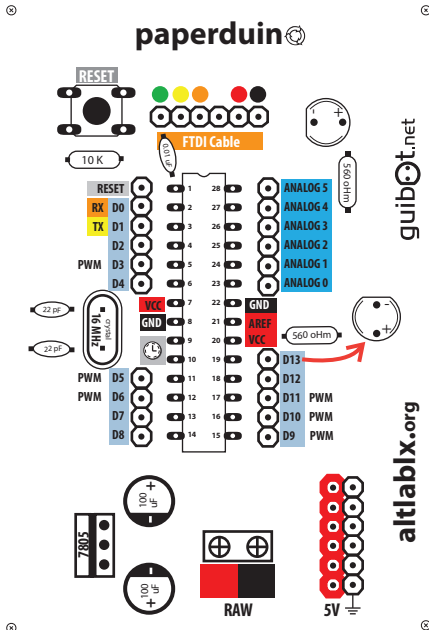 paperduin
RESET
10 K
0.01 uF
FTDI Cable
- +
560 oHm
guibot.net
RESET 1 28 ANALOG 5
RX D0 2 27 ANALOG 4
TX D1 3 26 ANALOG 3
D2 4 25 ANALOG 2
PWM D3 5 24 ANALOG 1
D4 6 23 ANALOG 0
VCC 7 22 GND
GND 8 21 AREF
9 20 VCC
10 19 D13
22 pF
22 pF
crystal
16 MHz
560 oHm
- +
PWM D5 11 18 D12
PWM D6 12 17 D11 PWM
D7 13 16 D10 PWM
D8 14 15 D9 PWM
altlablx.org
7805
+ 100 uF -
+ 100 uF -
RAW
5V